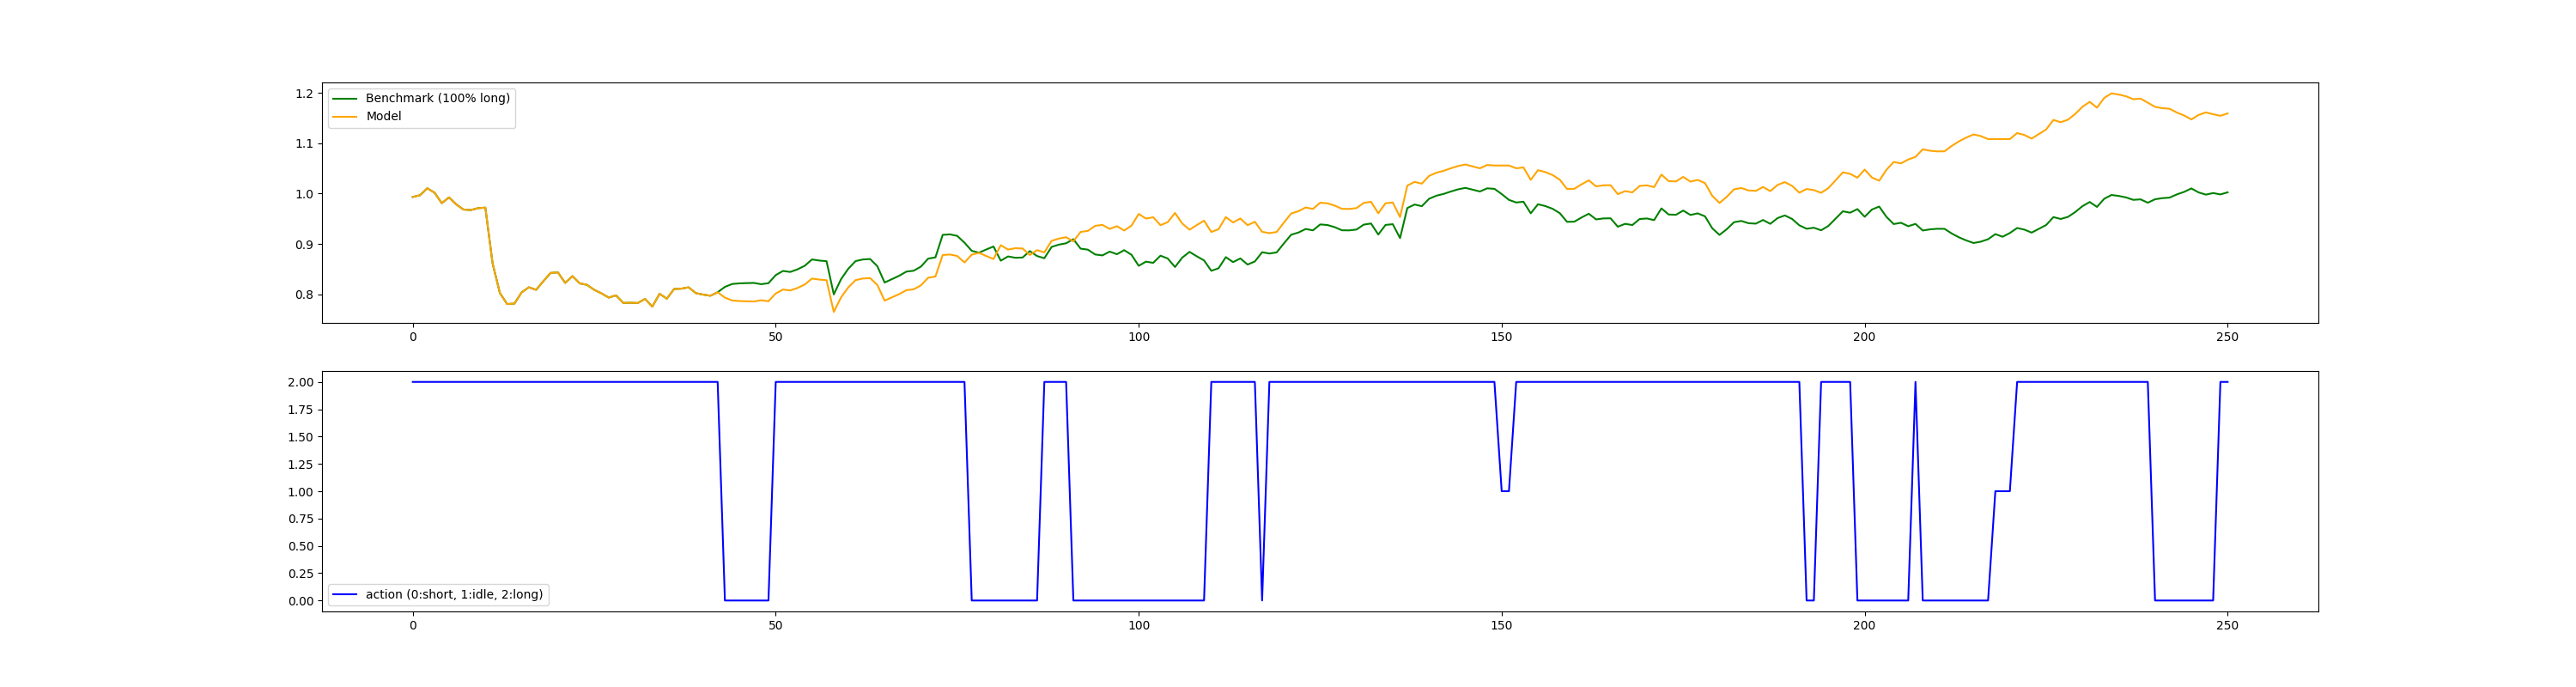 1.2
1.1
1.0
0.9
0.8
Benchmark (100% long)
Model
0 50 100 150 200 250
2.00
1.75
1.50
1.25
1.00
0.75
0.50
0.25
0.00
action (0:short, 1:idle, 2:long)
0 50 100 150 200 250